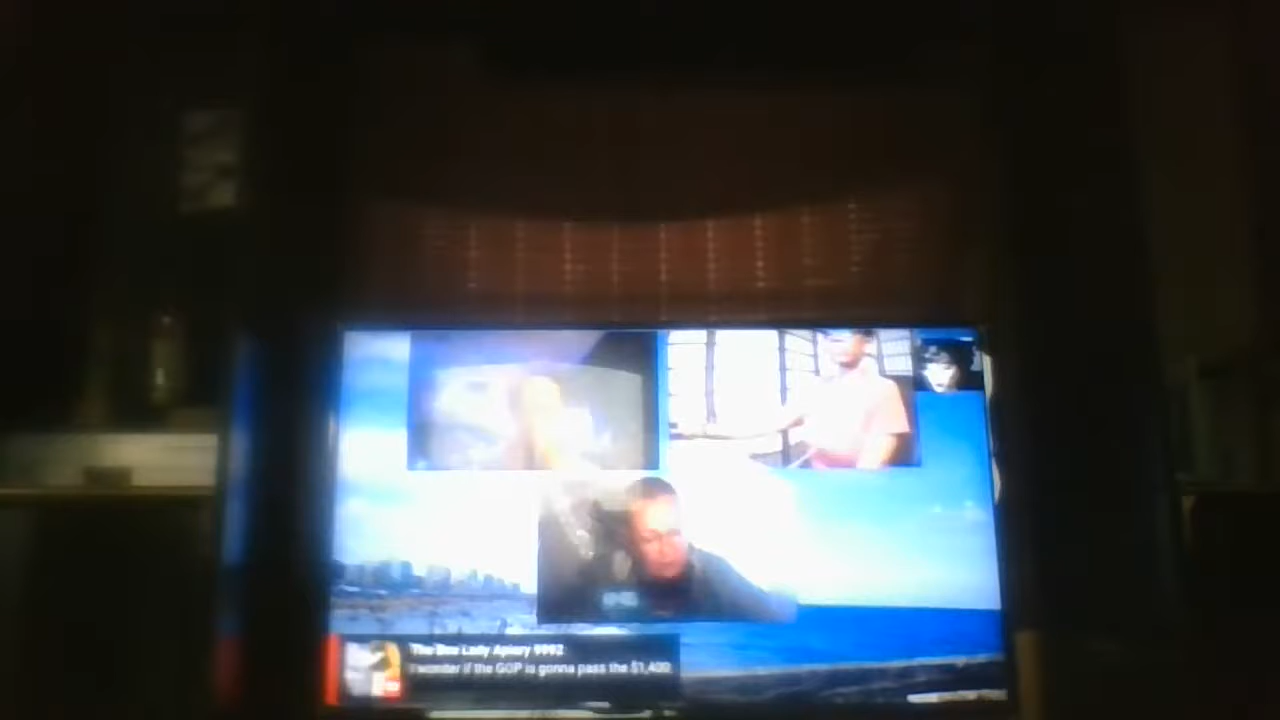 The Bee Lady Apiary 9992
I wonder if the GOP is gonna pass the $1,400